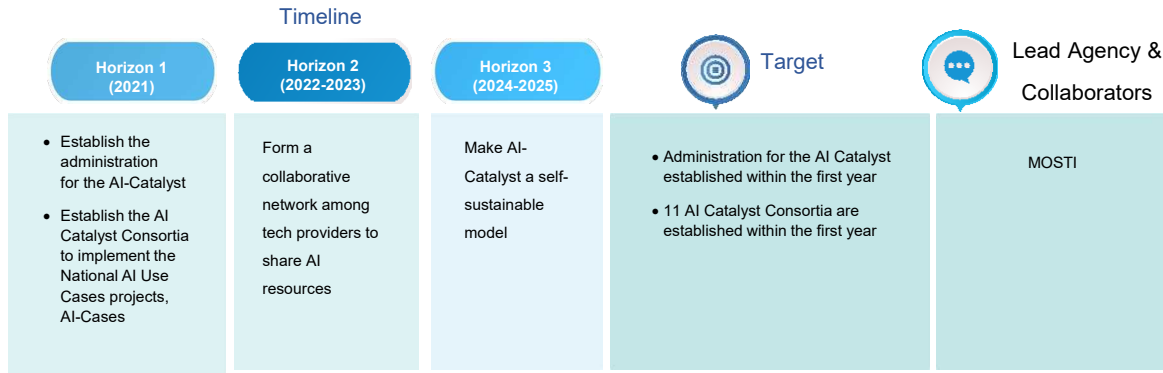 Timeline
Horizon 1
(2021)
Horizon 2
(2022-2023)
Horizon 3
(2024-2025)
Target
Lead Agency &
Collaborators
• Establish the
administration
for the AI-Catalyst
• Establish the AI
Catalyst Consortia
to implement the
National AI Use
Cases projects,
AI-Cases
Form a
collaborative
network among
tech providers to
share AI
resources
Make AI-
Catalyst a self-
sustainable
model
• Administration for the AI Catalyst
established within the first year
• 11 AI Catalyst Consortia are
established within the first year
MOSTI